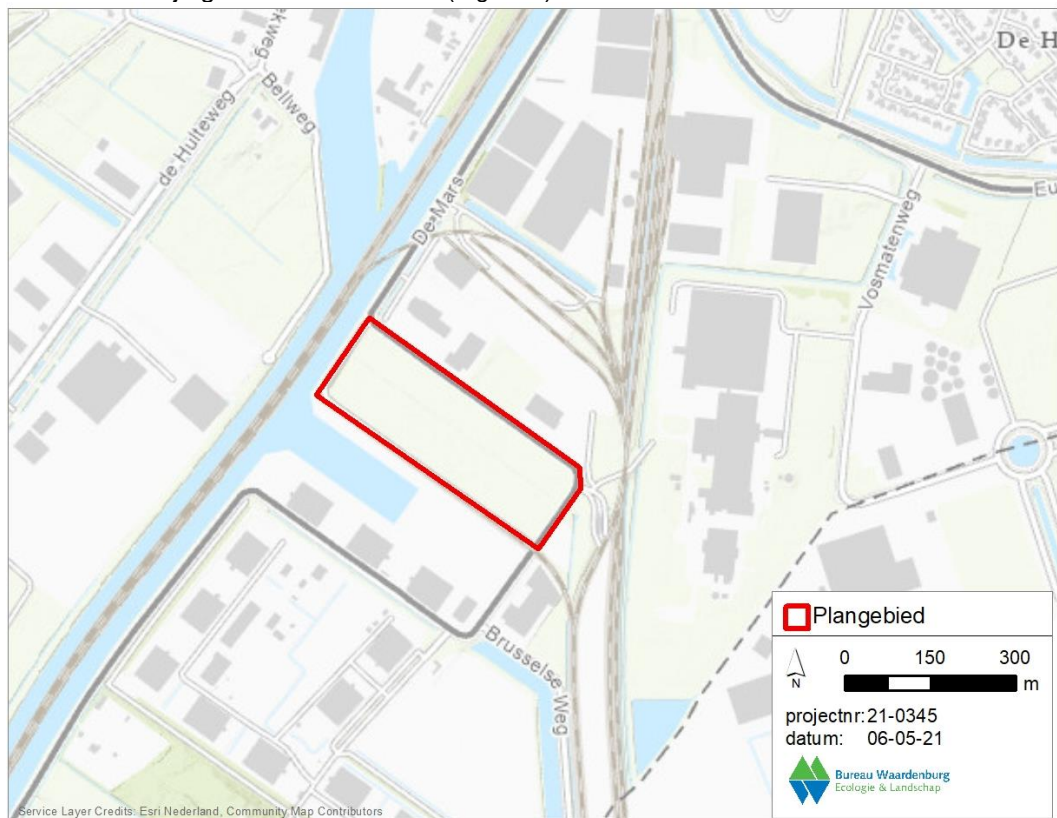 De H
ekweg
Bellweg
de Hulteweg
De Mars
Eu
Vosmatenweg
Brusselse Weg
Plangebied
0 150 300
m
N
projectnr: 21-0345
datum: 06-05-21
Bureau Waardenburg
Ecologie & Landschap
Service Layer Credits: Esri Nederland, Community Map Contributors